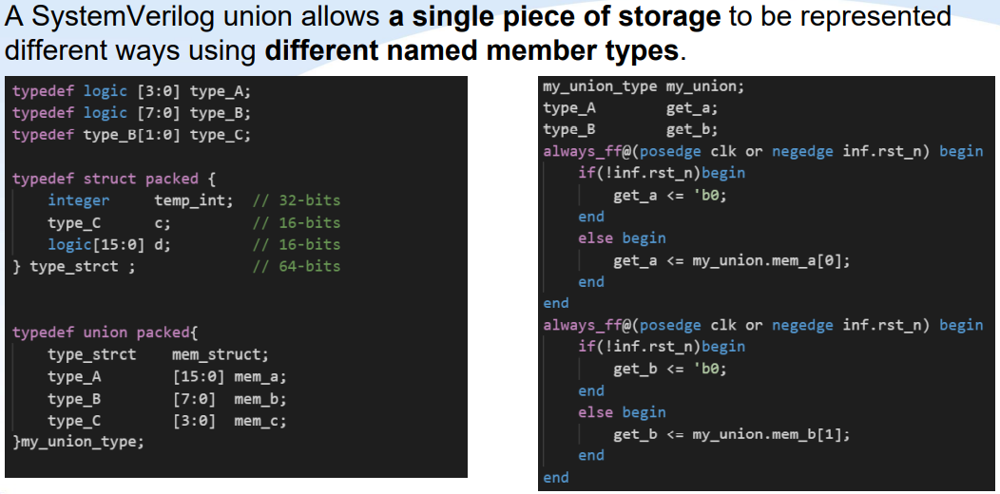 A SystemVerilog union allows a single piece of storage to be represented
different ways using different named member types.
typedef logic [3:0] type_A;
typedef logic [7:0] type_B;
typedef type_B[1:0] type_C;
typedef struct packed {
integer temp_int; // 32-bits
type_C c; // 16-bits
logic[15:0] d; // 16-bits
} type_strct ; // 64-bits
typedef union packed{
type_strct mem_struct;
type_A [15:0] mem_a;
type_B [7:0] mem_b;
type_C [3:0] mem_c;
}my_union_type;
my_union_type my_union;
type_A get_a;
type_B get_b;
always_ff@(posedge clk or negedge inf.rst_n) begin
if(!inf.rst_n)begin
get_a <= 'b0;
end
else begin
get_a <= my_union.mem_a[0];
end
end
always_ff@(posedge clk or negedge inf.rst_n) begin
if(!inf.rst_n)begin
get_b <= 'b0;
end
else begin
get_b <= my_union.mem_b[1];
end
end